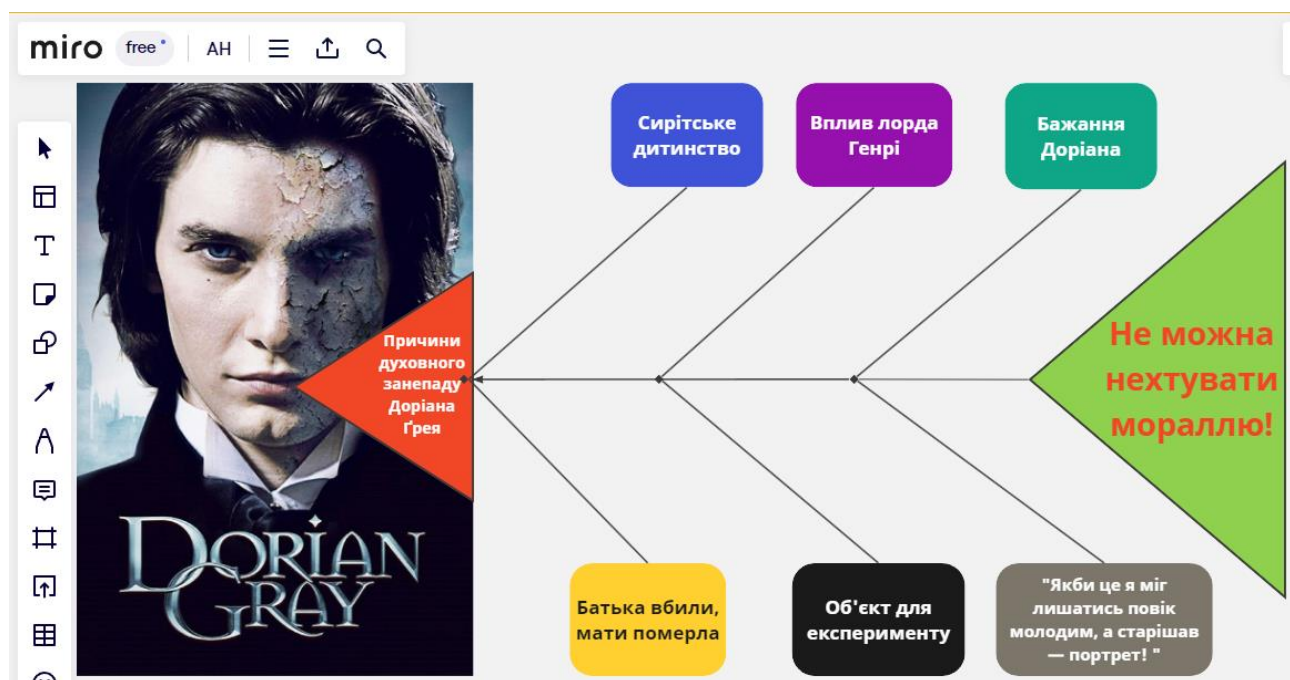 miro free АН
Сирітське
дитинство
Вплив лорда
Генрі
Бажання
Доріана
Причини
духовного
занепаду
Доріана
Ґрея
Не можна
нехтувати
мораллю!
DORIAN
GRAY
Батька вбили,
мати померла
Об'єкт для
експерименту
"Якби це я міг
лишатись повік
молодим, а старішав
— портрет! "